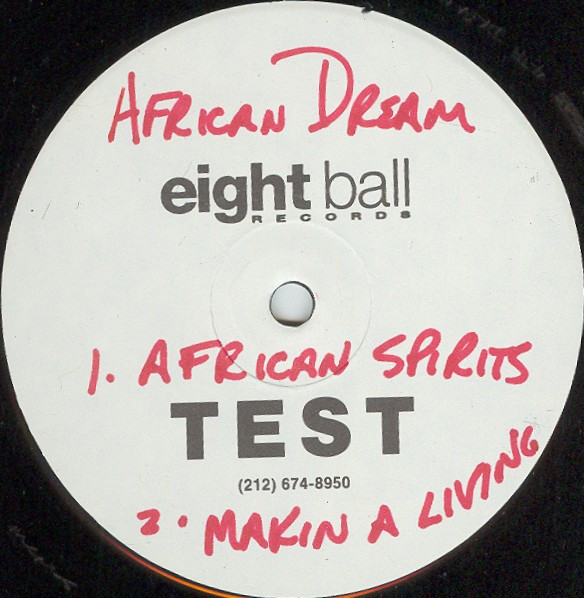 AFRICAN DREAM
eight ball
RECORDS
1. AFRICAN SPIRITS
TEST
(212) 674-8950
2. MAKIN A LIVING